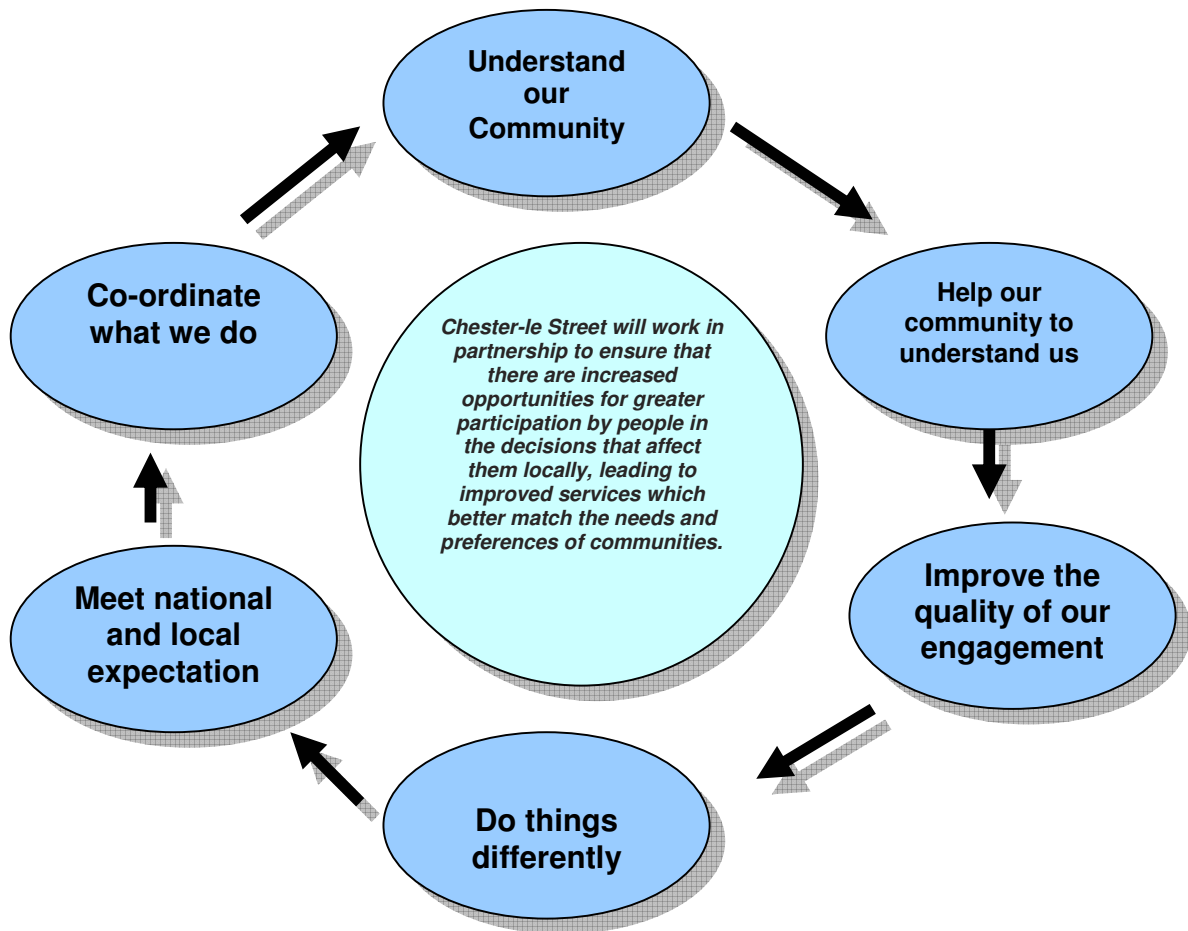 Understand
our
Community
Help our
community to
understand us
Improve the
quality of our
engagement
Do things
differently
Meet national
and local
expectation
Co-ordinate
what we do
Chester-le Street will work in
partnership to ensure that
there are increased
opportunities for greater
participation by people in
the decisions that affect
them locally, leading to
improved services which
better match the needs and
preferences of communities.